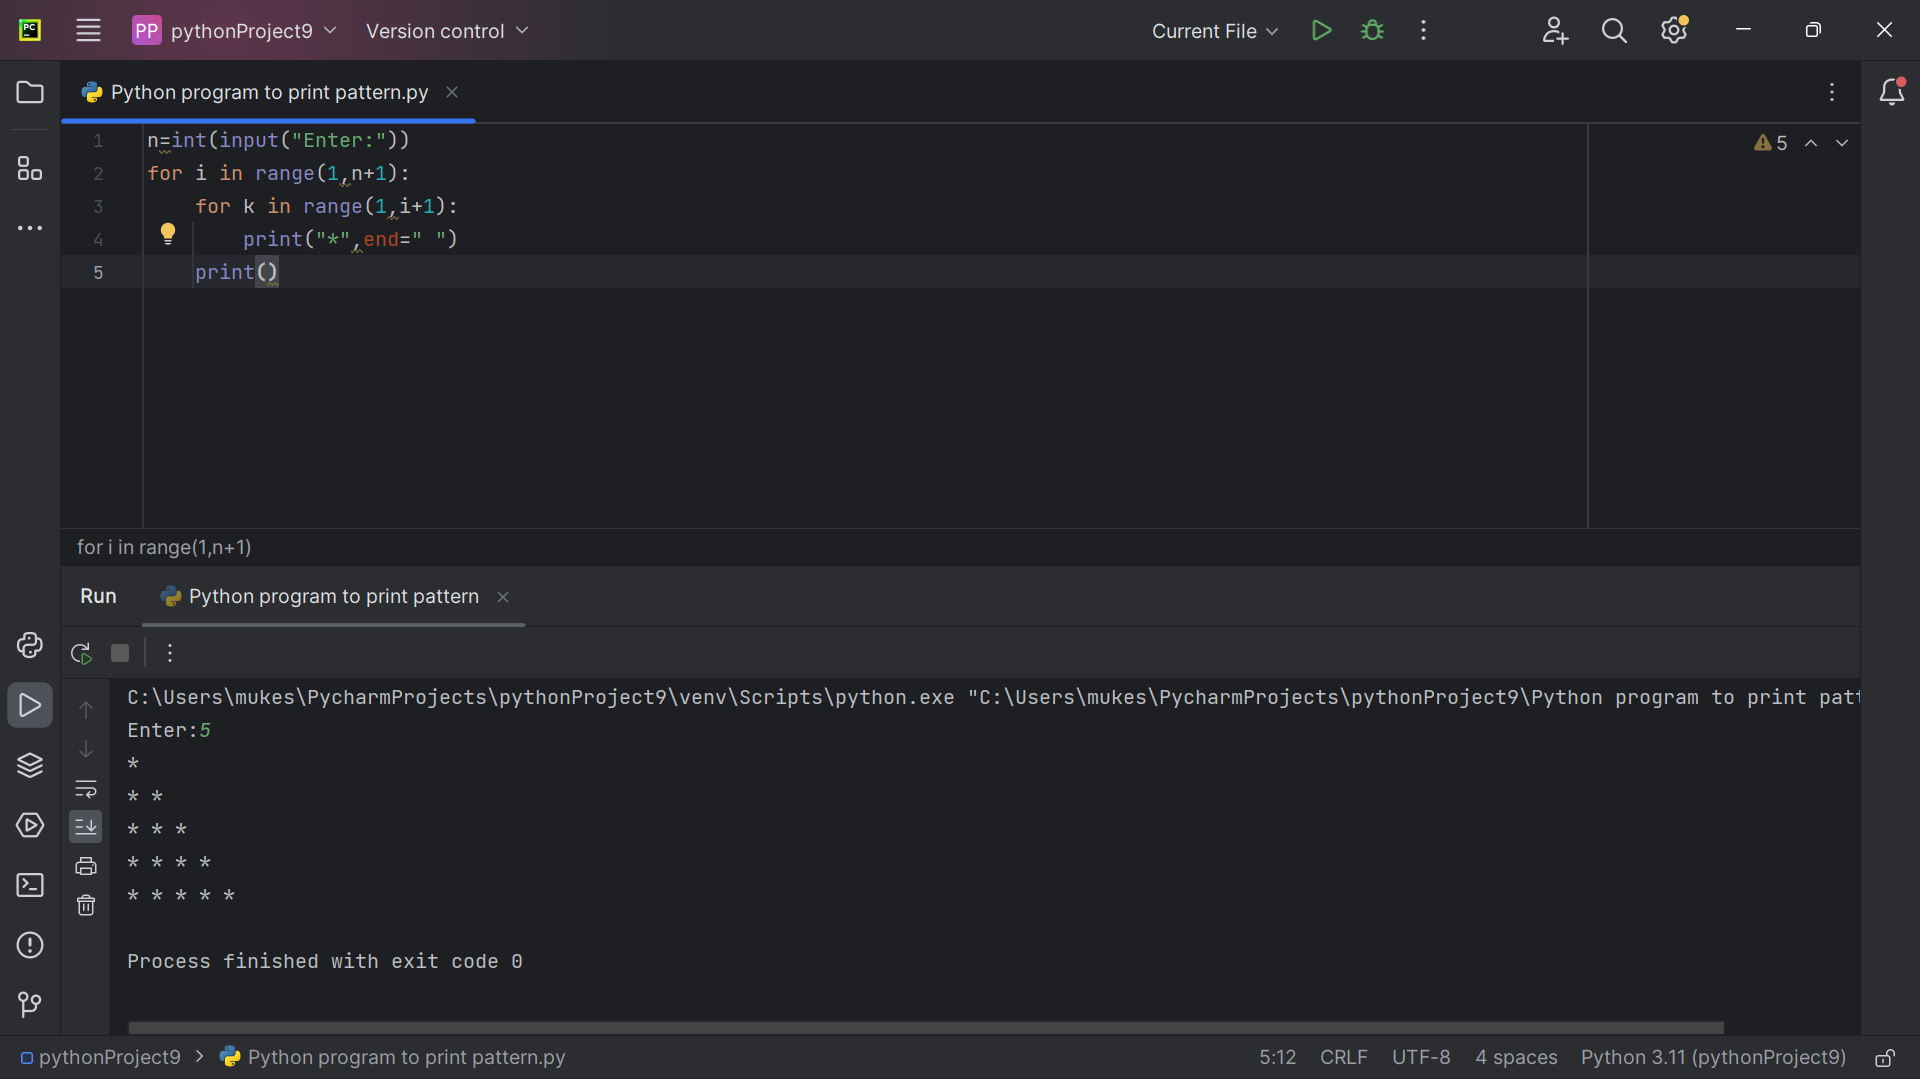 PC
PP pythonProject9 Version control Current File
Python program to print pattern.py
1 n=int(input("Enter:"))
2 for i in range(1,n+1):
3     for k in range(1,i+1):
4         print("*",end=" ")
5     print()
5
for i in range(1,n+1)
Run Python program to print pattern
C:\Users\mukes\PycharmProjects\pythonProject9\venv\Scripts\python.exe "C:\Users\mukes\PycharmProjects\pythonProject9\Python program to print patt
Enter:5
*
* *
* * *
* * * *
* * * * *
Process finished with exit code 0
pythonProject9 > Python program to print pattern.py 5:12 CRLF UTF-8 4 spaces Python 3.11 (pythonProject9)